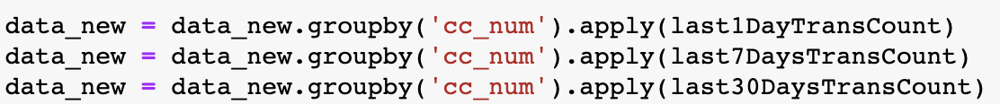 data_new = data_new.groupby('cc_num').apply(last1DayTransCount)
data_new = data_new.groupby('cc_num').apply(last7DaysTransCount)
data_new = data_new.groupby('cc_num').apply(last30DaysTransCount)